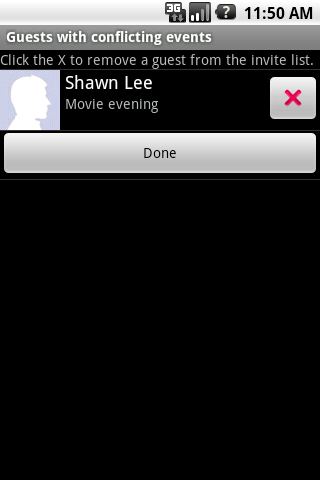 3G ? 11:50 AM
Guests with conflicting events
Click the X to remove a guest from the invite list.
Shawn Lee
Movie evening
Done